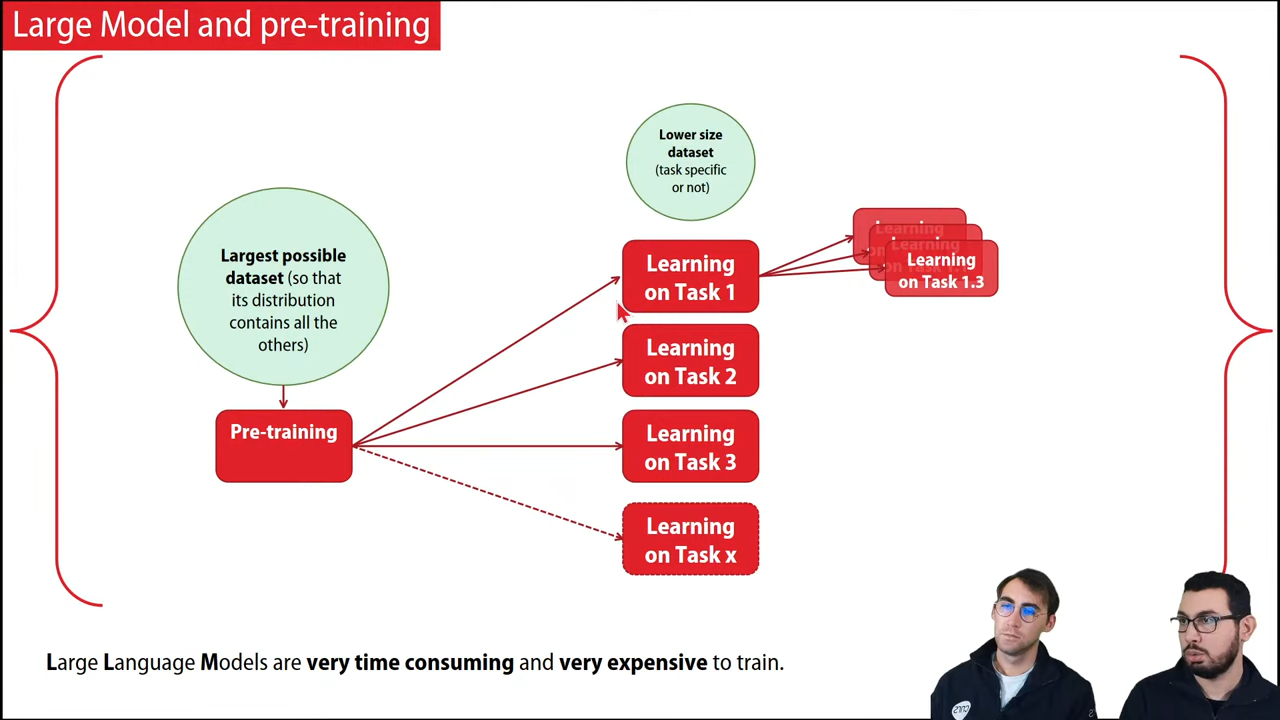 Large Model and pre-training
Lower size
dataset
(task specific
or not)
Largest possible
dataset (so that
its distribution
contains all the
others)
Pre-training
Learning
on Task 1
Learning
on Task 2
Learning
on Task 3
Learning
on Task x
Learning
Learning
Learning
on Task 1.3
Large Language Models are very time consuming and very expensive to train.